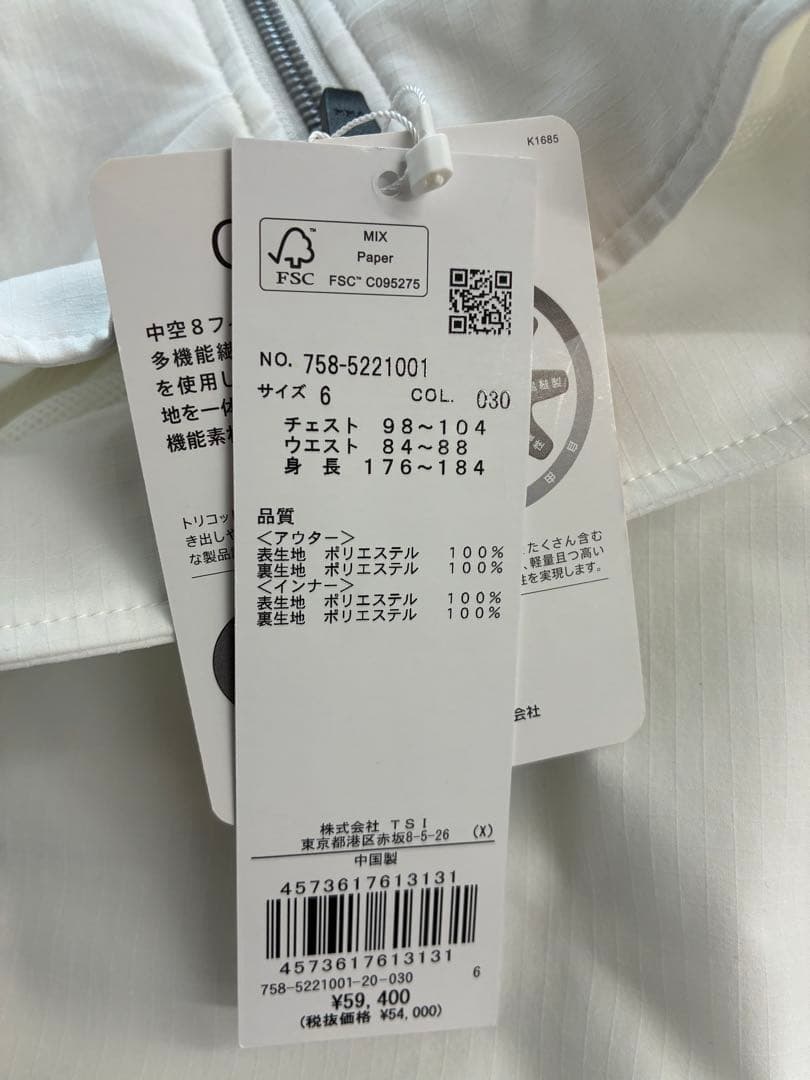 K1685
MIX
Paper
FSC™ C095275
FSC™
NO. 758-5221001
サイズ 6 COL. 030
チェスト 98～104
ウエスト 84～88
身長 176～184
品質
＜アウター＞
表生地 ポリエステル 100%
裏生地 ポリエステル 100%
＜インナー＞
表生地 ポリエステル 100%
裏生地 ポリエステル 100%
株式会社 TSI
東京都港区赤坂8-5-26 (X)
中国製
4573617613131
4573617613131
758-5221001-20-030 6
¥59,400
(税抜価格 ¥54,000)
中空8フ
多機能繊
を使用し
地を一体
機能素材
トリコット
き出しや
な製品
たくさん含む
、軽量且つ高い
性を実現します。
自
由
会社